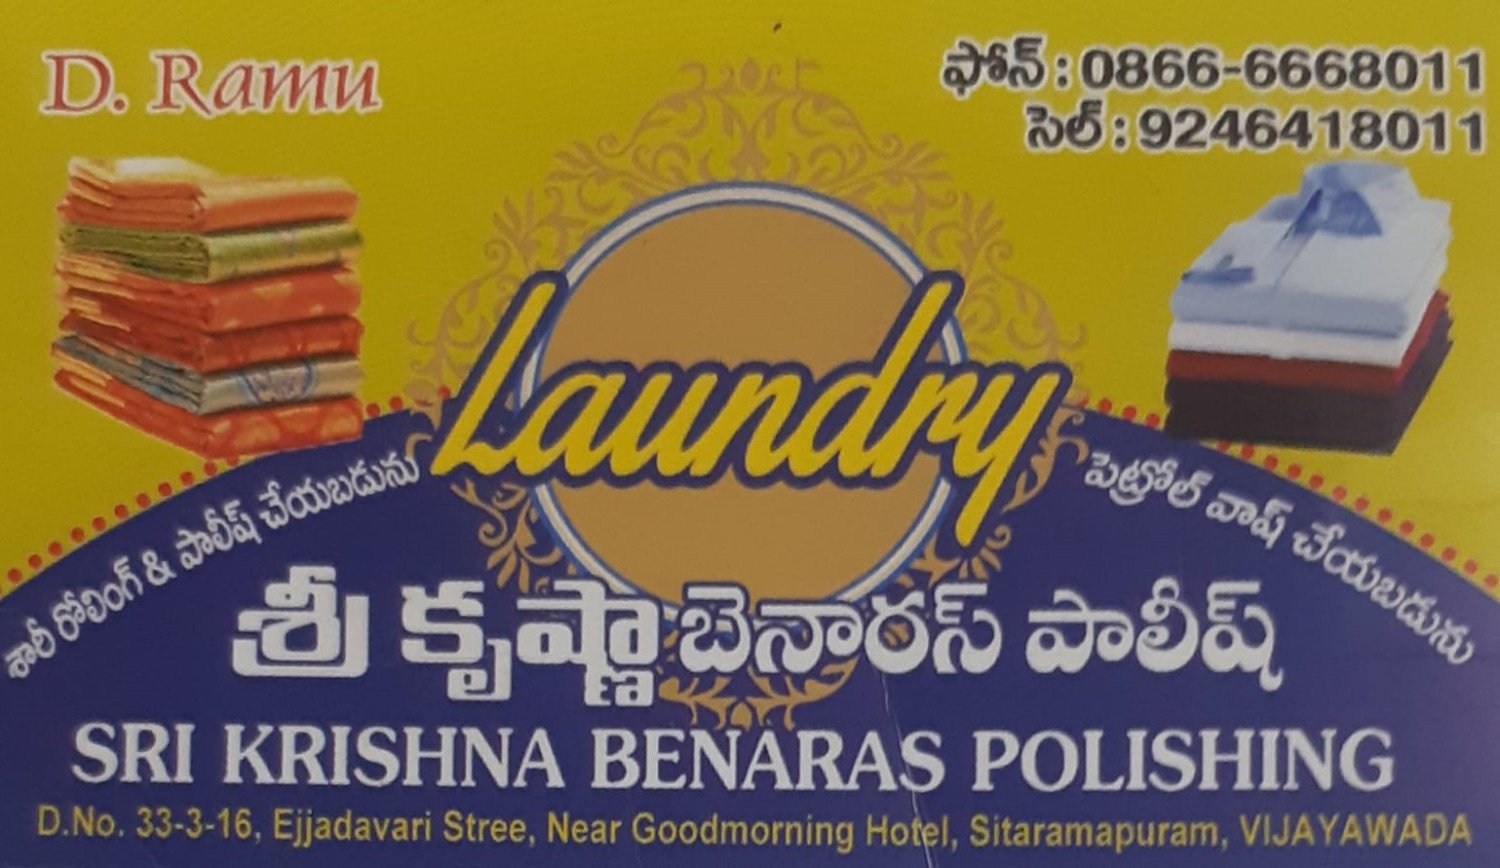 D. Ramu
ఫోన్ : 0866-6668011
సెల్ : 9246418011
Laundry
శారీ రోలింగ్ & పాలీష్ చేయబడును
పెట్రోల్ వాష్ చేయబడును
శ్రీ కృష్ణా బెనారస్ పాలీష్
SRI KRISHNA BENARAS POLISHING
D.No. 33-3-16, Ejjadavari Stree, Near Goodmorning Hotel, Sitaramapuram, VIJAYAWADA